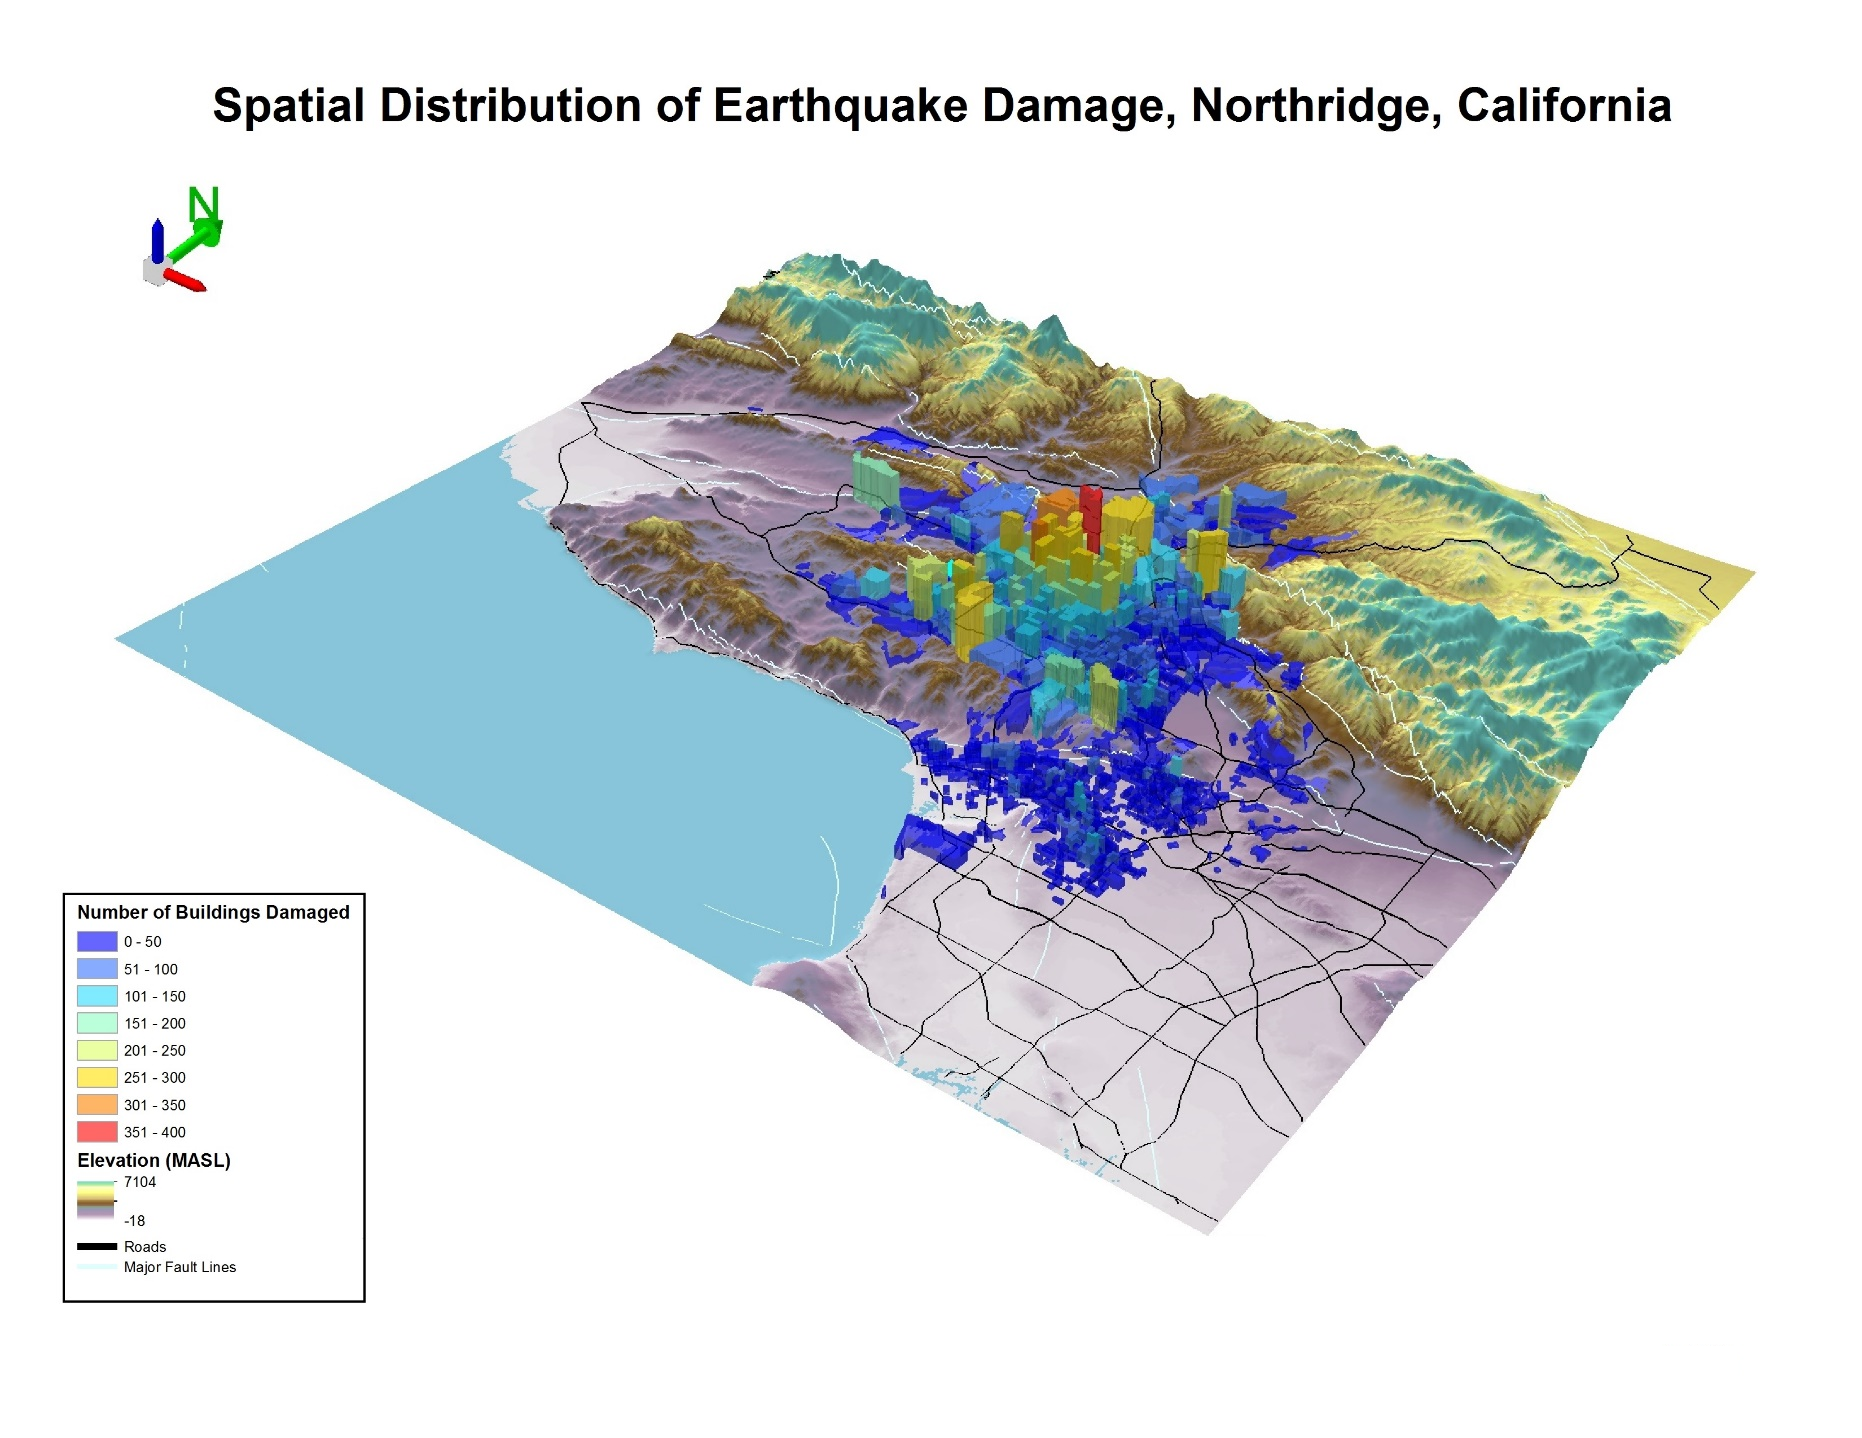 Spatial Distribution of Earthquake Damage, Northridge, California
N
Number of Buildings Damaged
0 - 50
51 - 100
101 - 150
151 - 200
201 - 250
251 - 300
301 - 350
351 - 400
Elevation (MASL)
7104
-18
Roads
Major Fault Lines